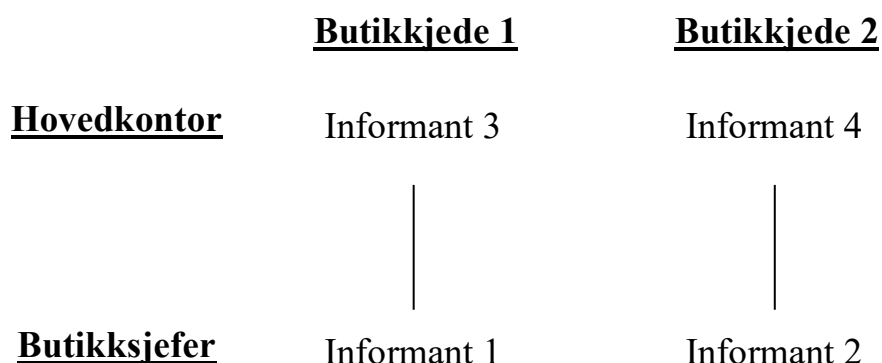 Butikkjede 1 Butikkjede 2
Hovedkontor Informant 3 Informant 4
Butikksjefer Informant 1 Informant 2